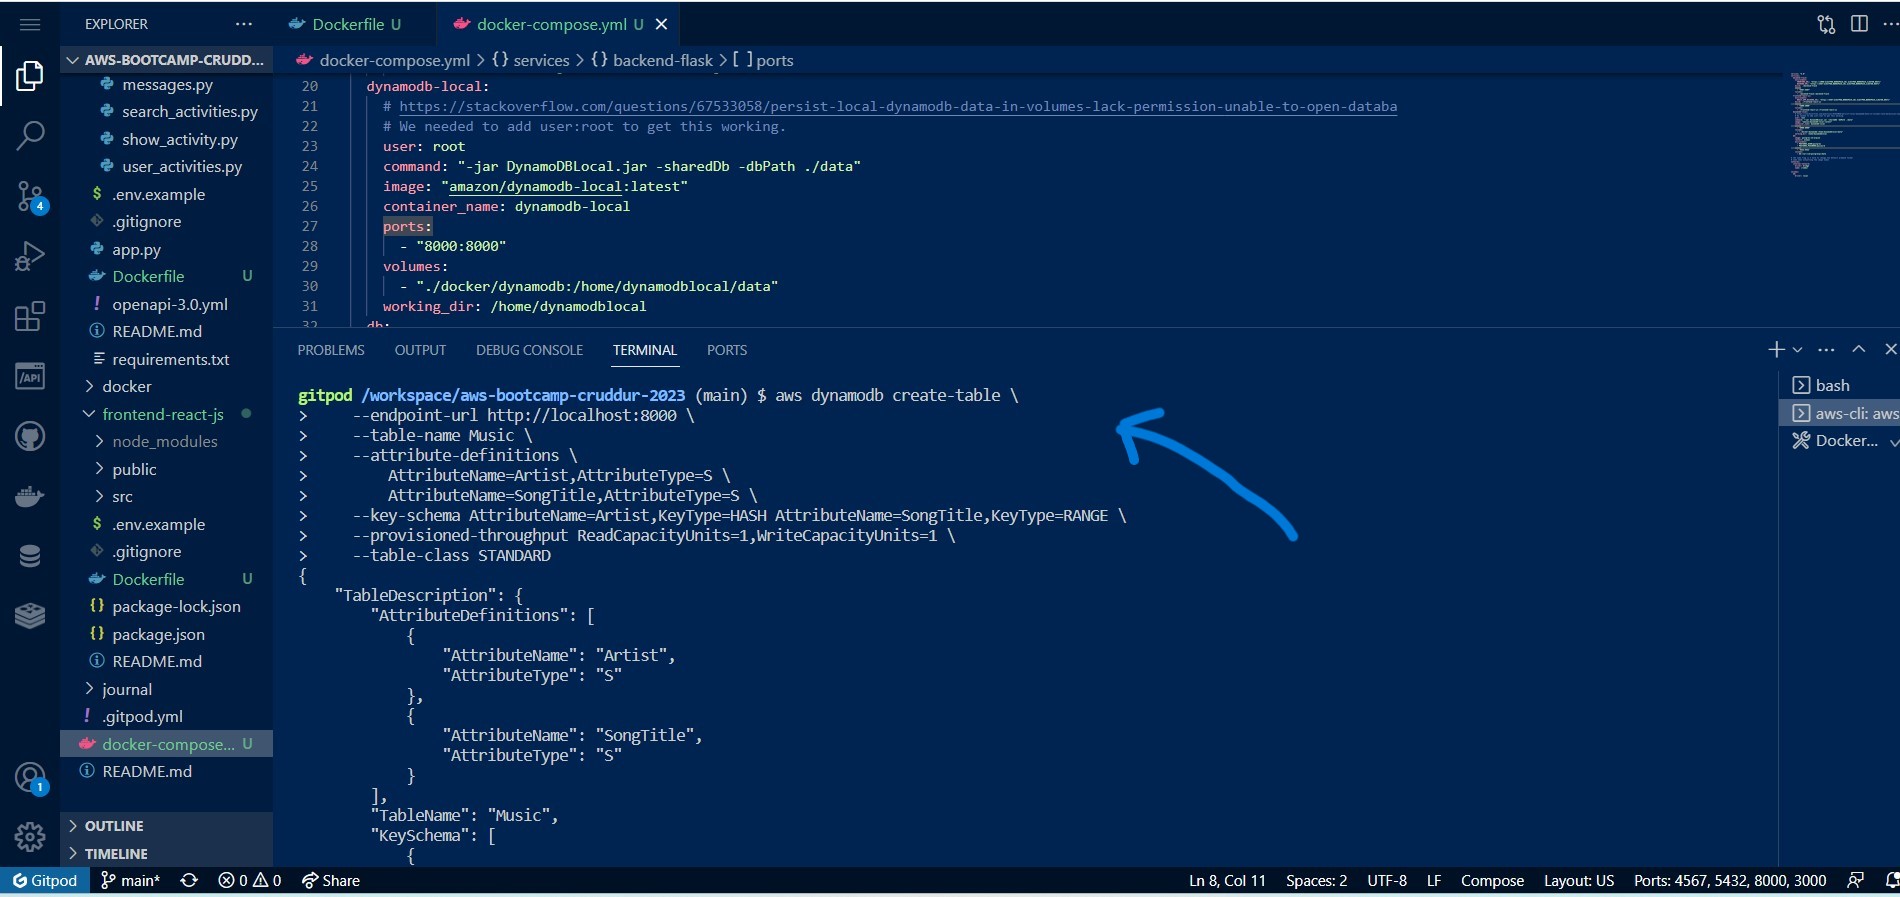 EXPLORER ···
Dockerfile U
docker-compose.yml U
AWS-BOOTCAMP-CRUDD...
docker-compose.yml > {} services > {} backend-flask > [ ] ports
messages.py
search_activities.py
show_activity.py
user_activities.py
$ .env.example
.gitignore
app.py
Dockerfile U
! openapi-3.0.yml
README.md
requirements.txt
docker
frontend-react-js
node_modules
public
src
$ .env.example
.gitignore
Dockerfile U
{} package-lock.json
{} package.json
README.md
journal
! .gitpod.yml
docker-compose... U
README.md
OUTLINE
TIMELINE
4
1
/API
20 dynamodb-local:
21 # https://stackoverflow.com/questions/67533058/persist-local-dynamodb-data-in-volumes-lack-permission-unable-to-open-databa
22 # We needed to add user:root to get this working.
23 user: root
24 command: "-jar DynamoDBLocal.jar -sharedDb -dbPath ./data"
25 image: "amazon/dynamodb-local:latest"
26 container_name: dynamodb-local
27 ports:
28 - "8000:8000"
29 volumes:
30 - "./docker/dynamodb:/home/dynamodblocal/data"
31 working_dir: /home/dynamodblocal
32 db:
PROBLEMS OUTPUT DEBUG CONSOLE TERMINAL PORTS
gitpod /workspace/aws-bootcamp-cruddur-2023 (main) $ aws dynamodb create-table \
> --endpoint-url http://localhost:8000 \
> --table-name Music \
> --attribute-definitions \
> AttributeName=Artist,AttributeType=S \
> AttributeName=SongTitle,AttributeType=S \
> --key-schema AttributeName=Artist,KeyType=HASH AttributeName=SongTitle,KeyType=RANGE \
> --provisioned-throughput ReadCapacityUnits=1,WriteCapacityUnits=1 \
> --table-class STANDARD
{
"TableDescription": {
"AttributeDefinitions": [
{
"AttributeName": "Artist",
"AttributeType": "S"
},
{
"AttributeName": "SongTitle",
"AttributeType": "S"
}
],
"TableName": "Music",
"KeySchema": [
{
bash
aws-cli: aws
Docker...
Gitpod main* 0 0 Share
Ln 8, Col 11 Spaces: 2 UTF-8 LF Compose Layout: US Ports: 4567, 5432, 8000, 3000